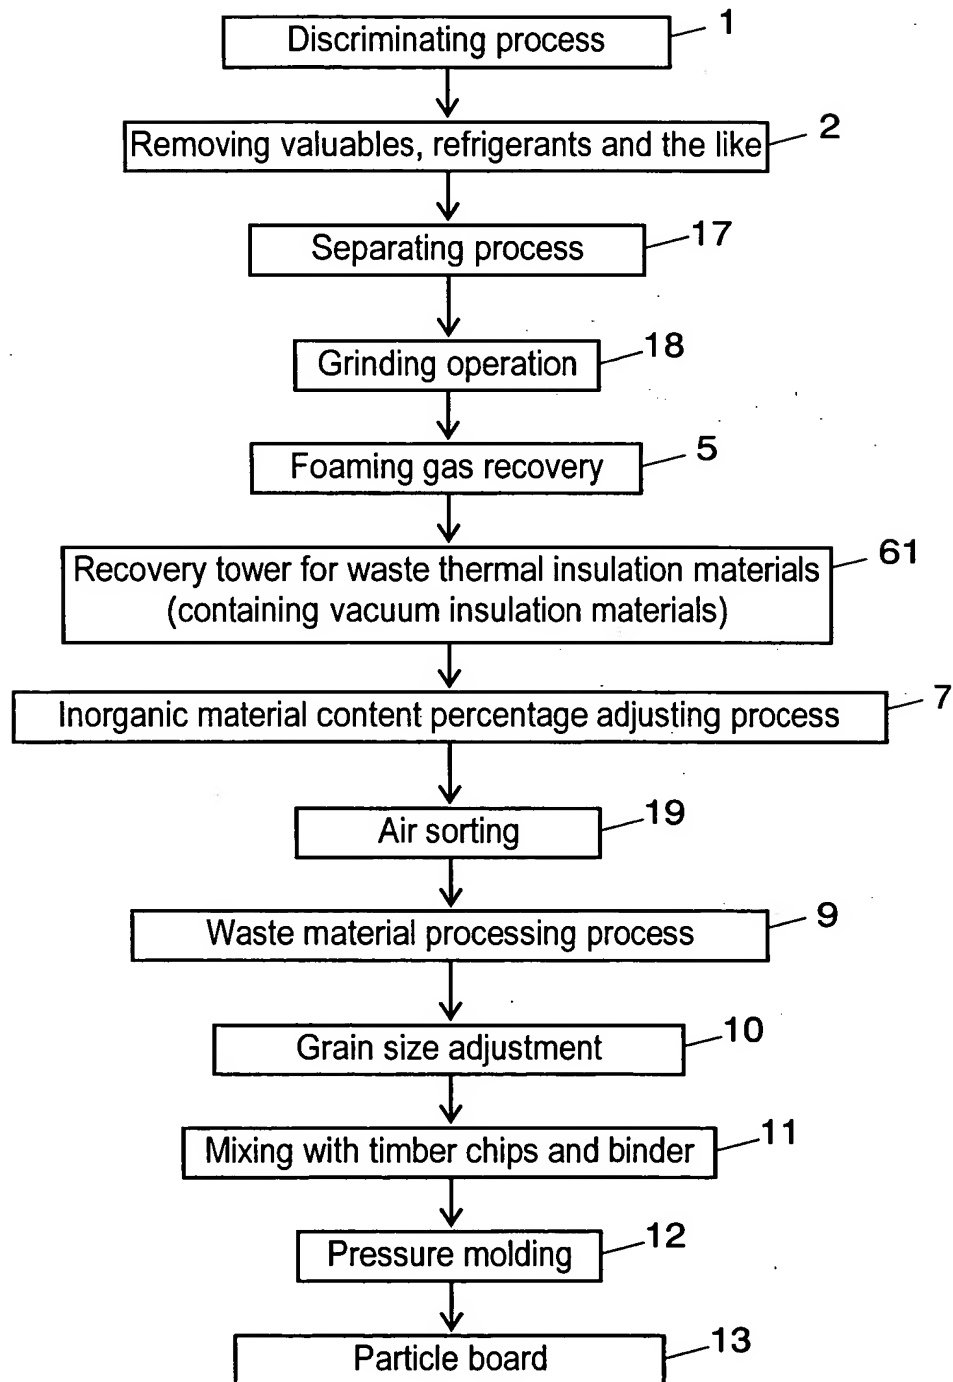 Discriminating process 1
Removing valuables, refrigerants and the like 2
Separating process 17
Grinding operation 18
Foaming gas recovery 5
Recovery tower for waste thermal insulation materials 61
(containing vacuum insulation materials)
Inorganic material content percentage adjusting process 7
Air sorting 19
Waste material processing process 9
Grain size adjustment 10
Mixing with timber chips and binder 11
Pressure molding 12
Particle board 13